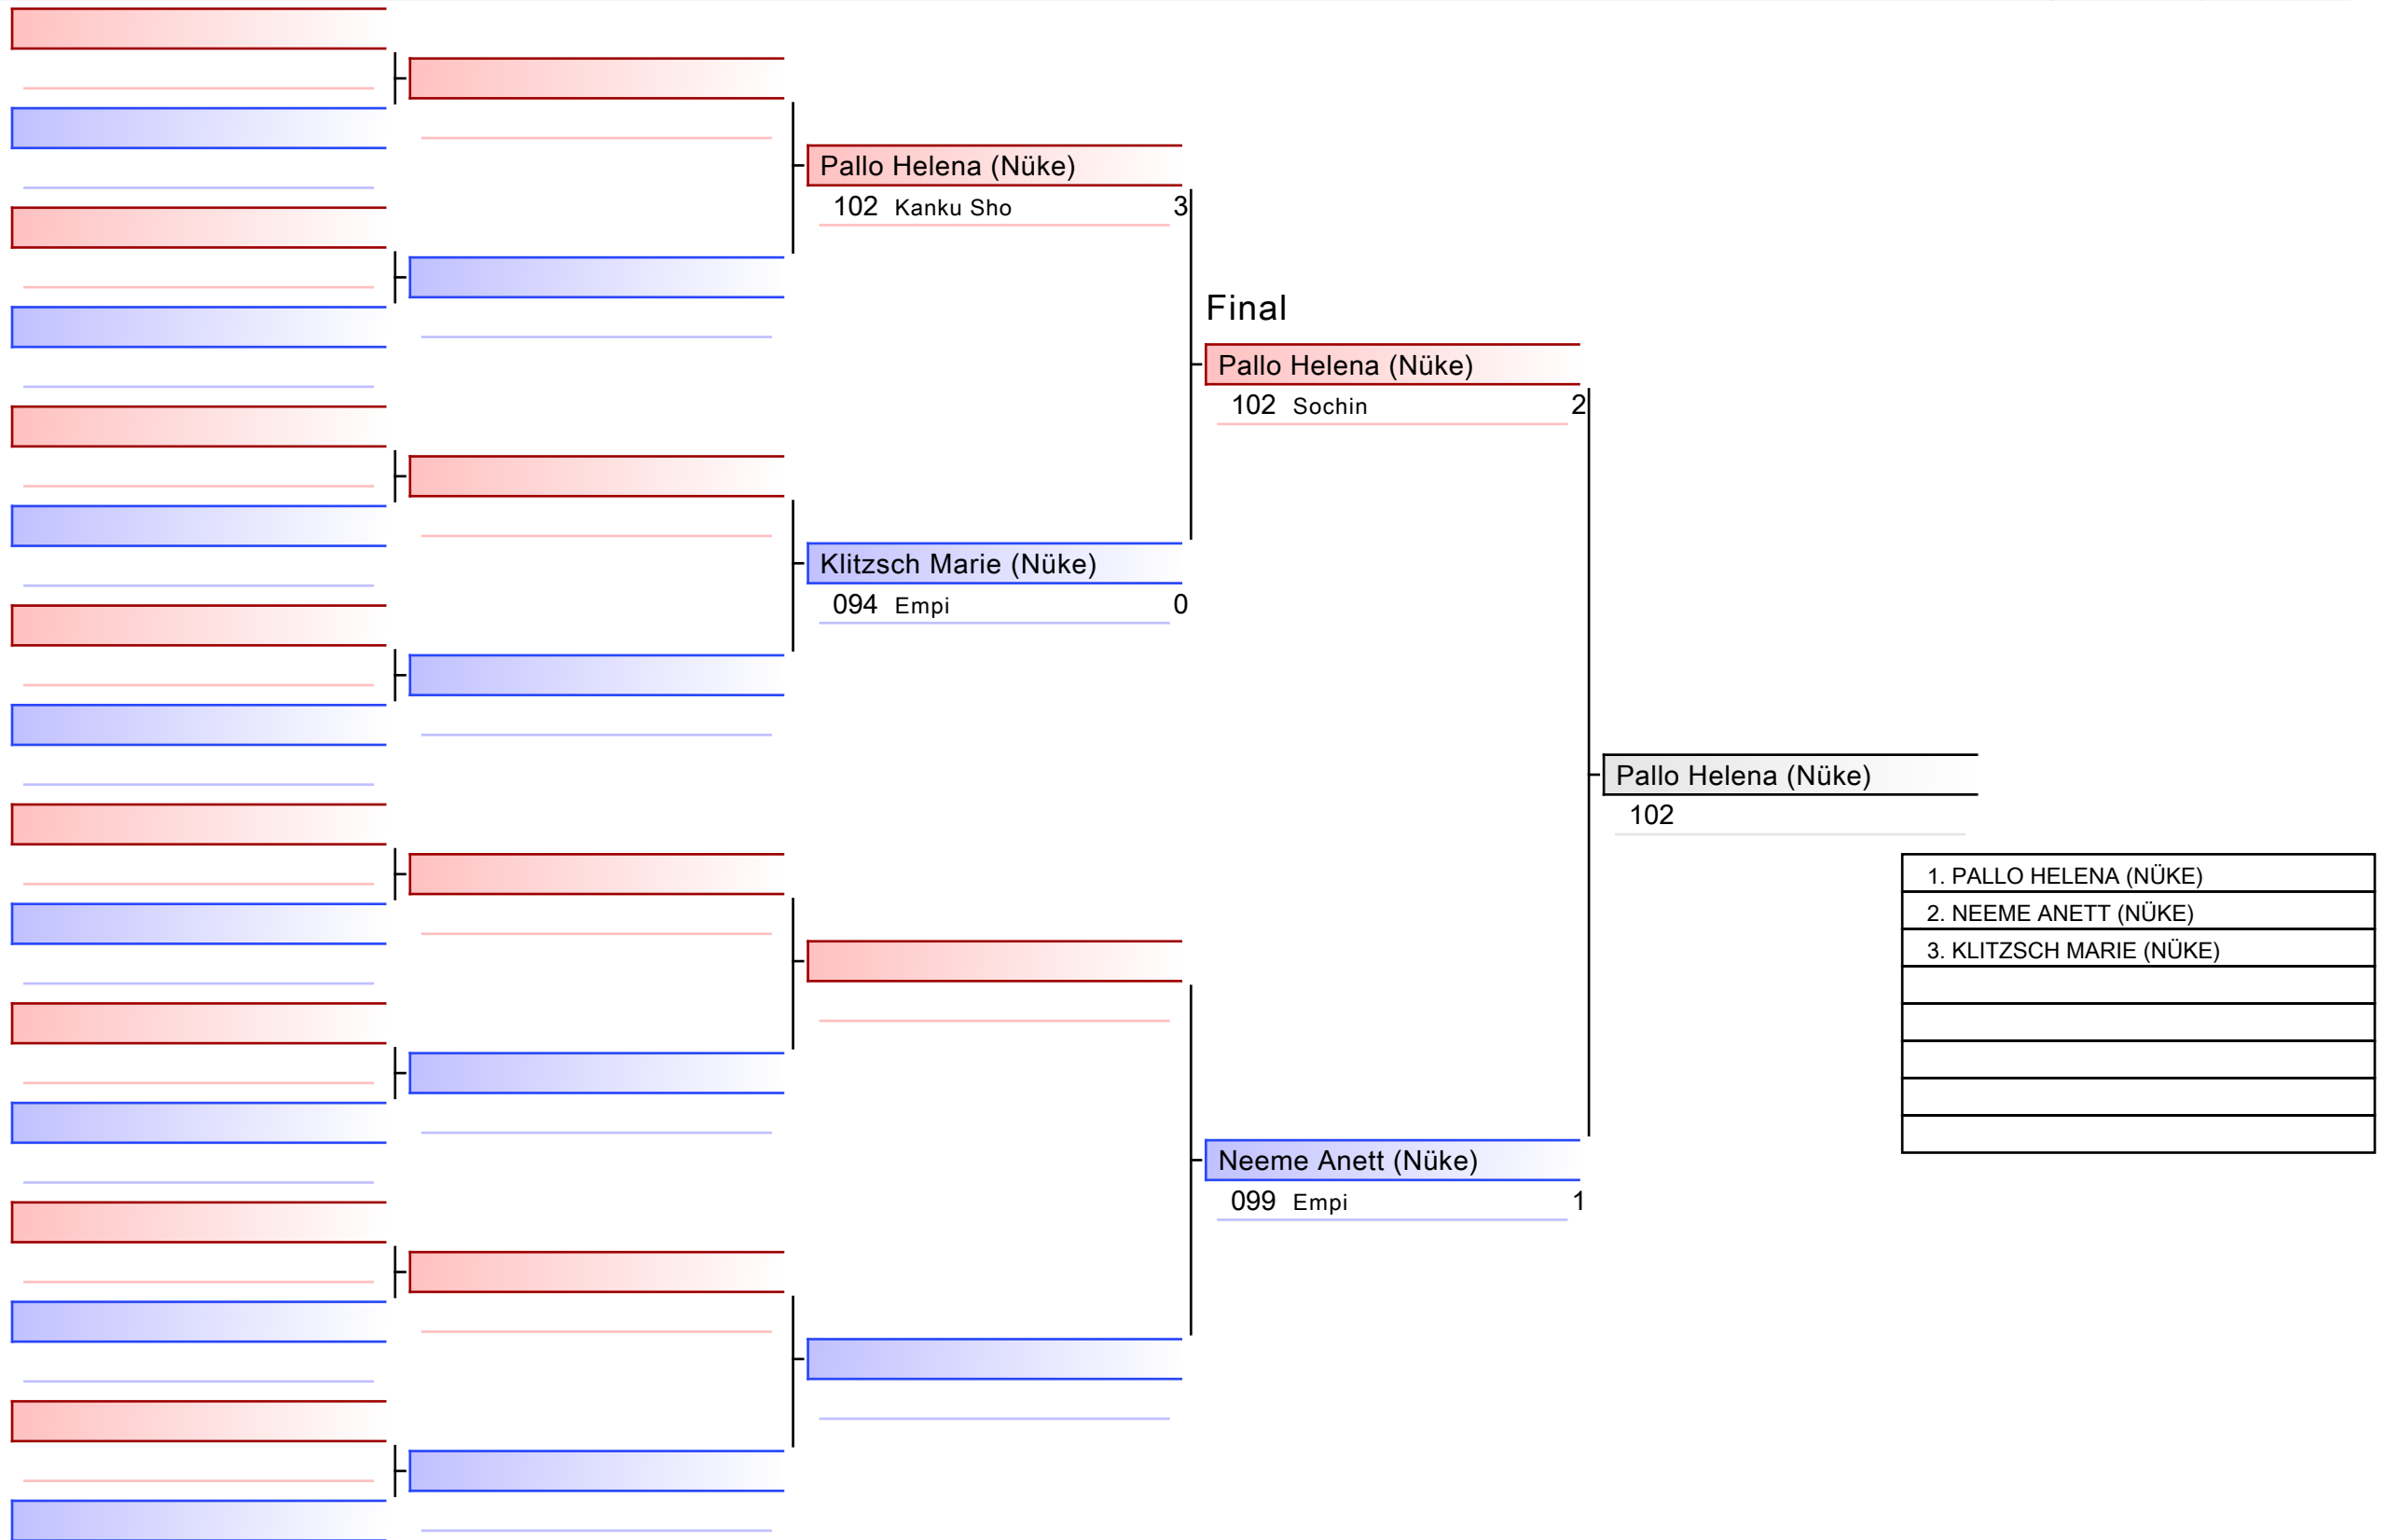 Pallo Helena (Nüke)
102 Kanku Sho 3
Final
Pallo Helena (Nüke)
102 Sochin 2
Klitzsch Marie (Nüke)
094 Empi 0
Pallo Helena (Nüke)
102
1. PALLO HELENA (NÜKE)
2. NEEME ANETT (NÜKE)
3. KLITZSCH MARIE (NÜKE)
Neeme Anett (Nüke)
099 Empi 1